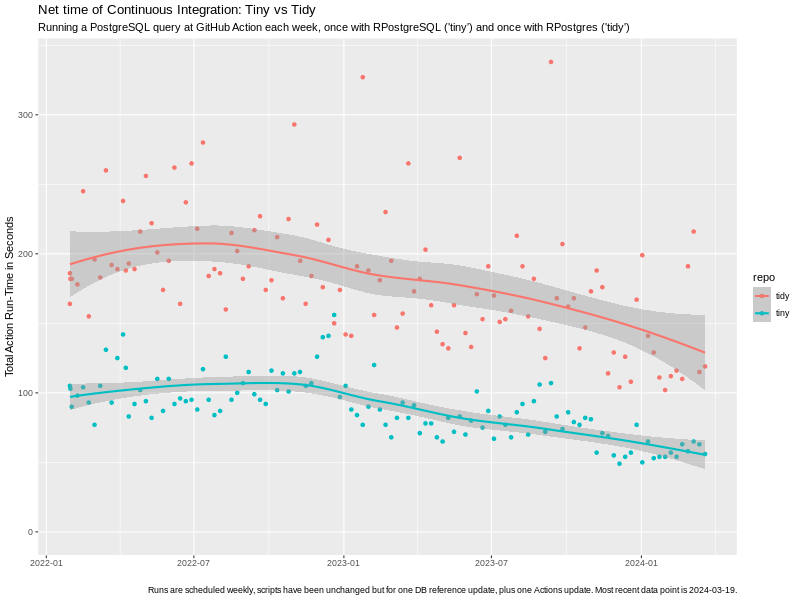 Net time of Continuous Integration: Tiny vs Tidy
Running a PostgreSQL query at GitHub Action each week, once with RPostgreSQL ('tiny') and once with RPostgres ('tidy')
Total Action Run-Time in Seconds
300
200
100
0
2022-01
2022-07
2023-01
2023-07
2024-01
repo
tidy
tiny
Runs are scheduled weekly, scripts have been unchanged but for one DB reference update, plus one Actions update. Most recent data point is 2024-03-19.